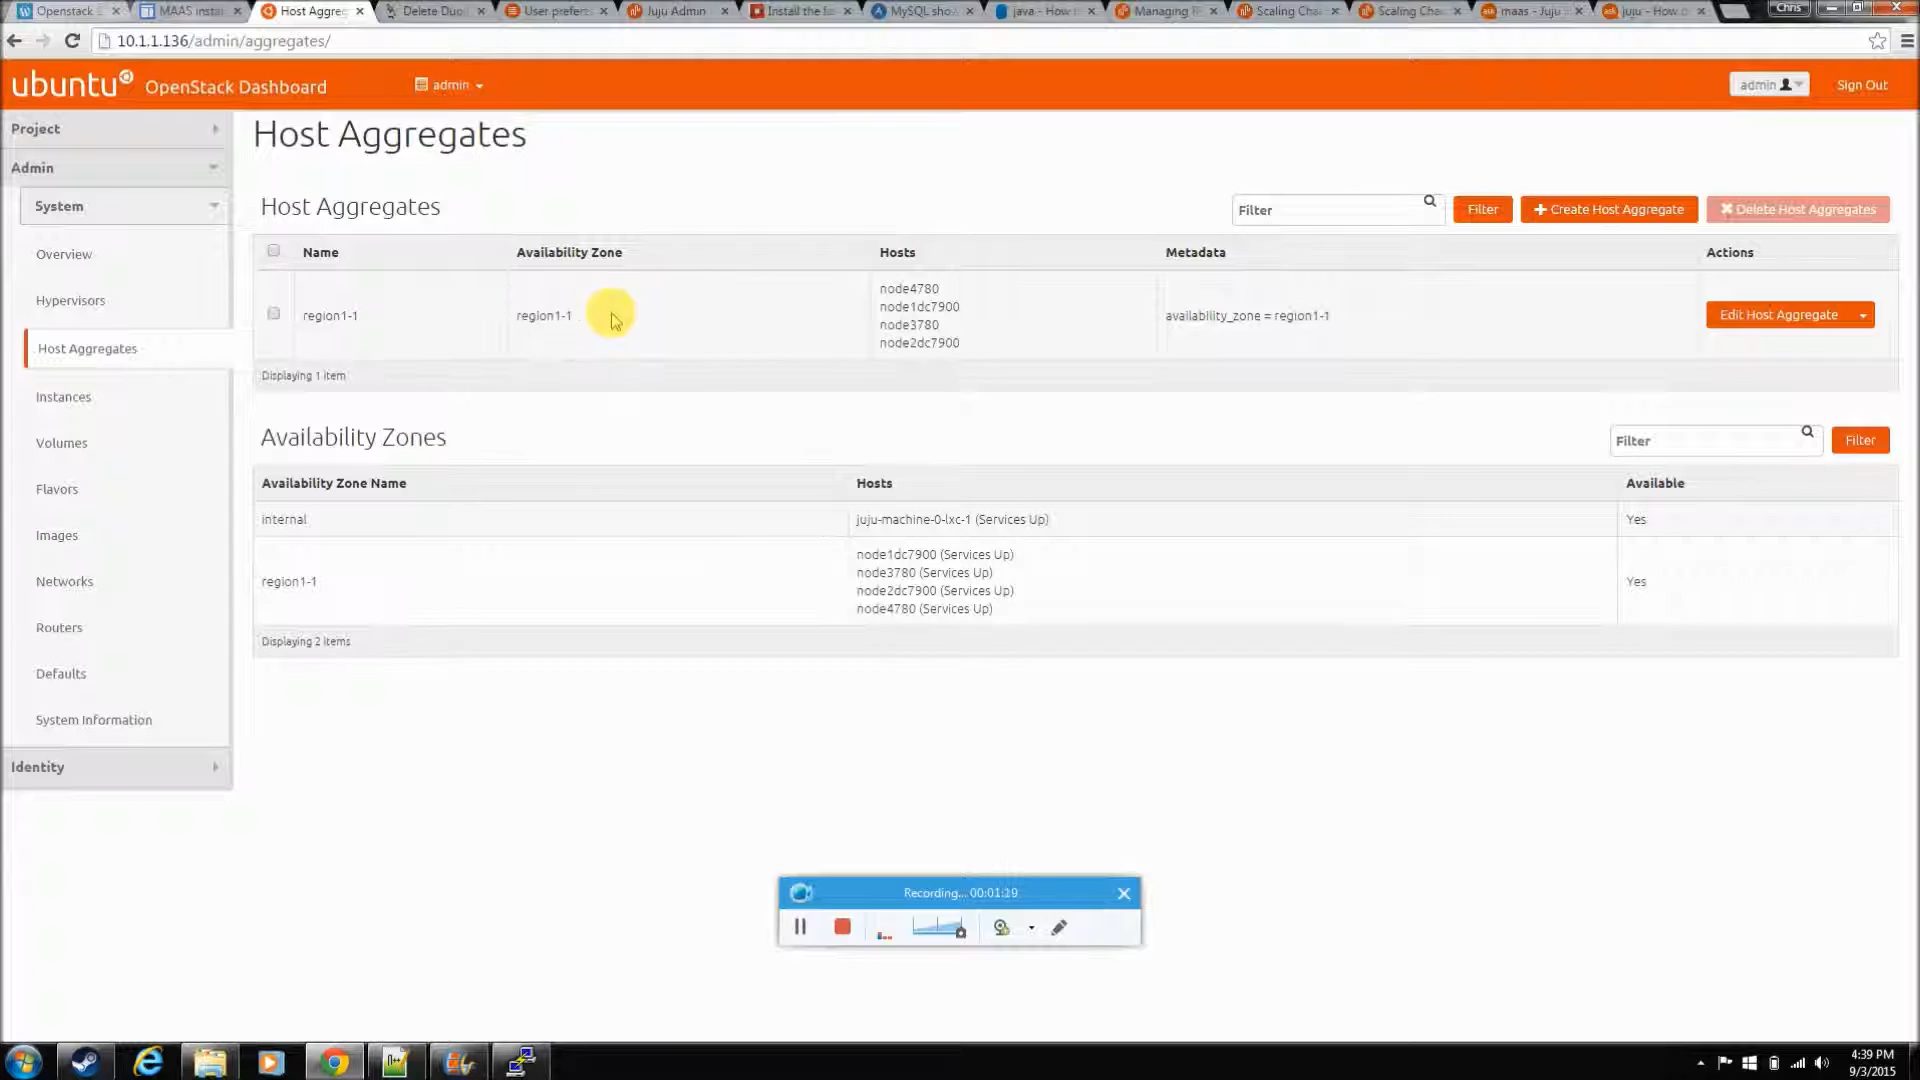 Openstack
MAAS instal
Host Aggreg
Delete Duo
User prefer
Juju Admin
Install the
MySQL sho
java - How
Managing
Scaling Cha
Scaling Cha
maas - Juju
juju - How
Chris
10.1.1.136/admin/aggregates/
ubuntu OpenStack Dashboard
admin
admin
Sign Out
Project
Admin
System
Overview
Hypervisors
Host Aggregates
Instances
Volumes
Flavors
Images
Networks
Routers
Defaults
System Information
Identity
Host Aggregates
Host Aggregates
Filter
Filter
Create Host Aggregate
Delete Host Aggregates
Name Availability Zone Hosts Metadata Actions
region1-1
region1-1
node4780
node1dc7900
node3780
node2dc7900
availability_zone = region1-1
Edit Host Aggregate
Displaying 1 item
Availability Zones
Filter
Filter
Availability Zone Name Hosts Available
internal juju-machine-0-lxc-1 (Services Up) Yes
region1-1
node1dc7900 (Services Up)
node3780 (Services Up)
node2dc7900 (Services Up)
node4780 (Services Up)
Yes
Displaying 2 items
Recording... 00:01:19
4:39 PM
9/3/2015